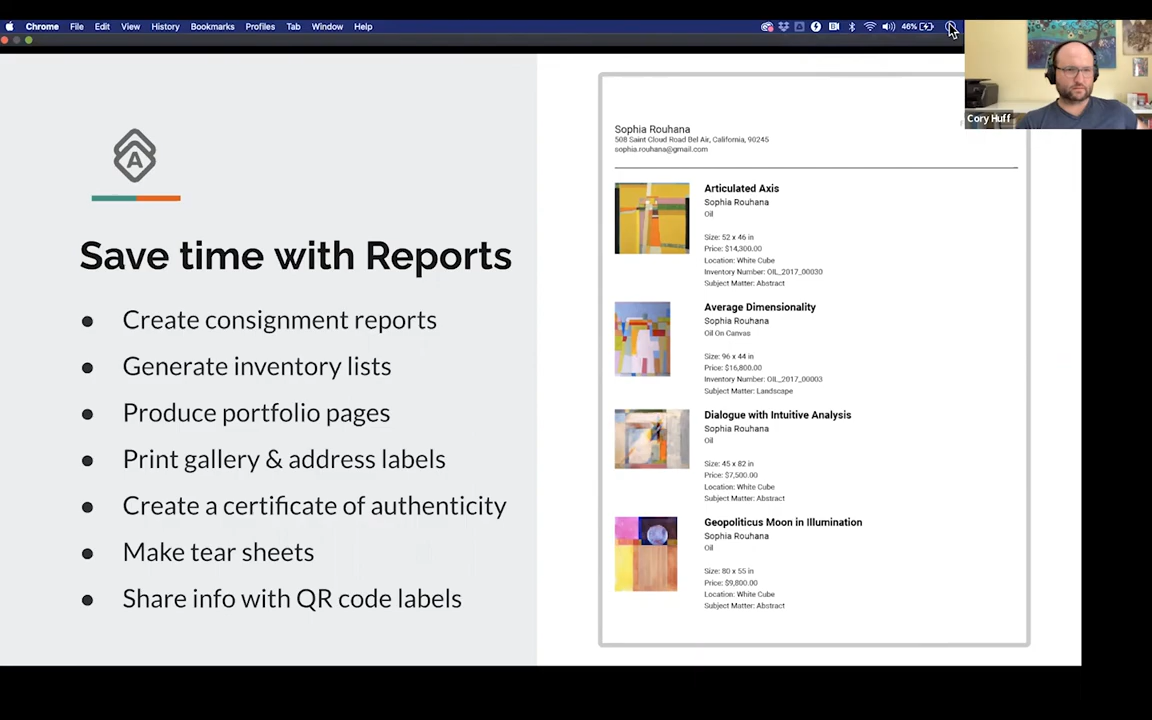 Chrome File Edit View History Bookmarks Profiles Tab Window Help
46%
Cory Huff
A
Save time with Reports
● Create consignment reports
● Generate inventory lists
● Produce portfolio pages
● Print gallery & address labels
● Create a certificate of authenticity
● Make tear sheets
● Share info with QR code labels
Sophia Rouhana
508 Saint Cloud Road Bel Air, California, 90245
sophia.rouhana@gmail.com
Articulated Axis
Sophia Rouhana
Oil
Size: 52 x 46 in
Price: $14,300.00
Location: White Cube
Inventory Number: OIL_2017_00030
Subject Matter: Abstract
Average Dimensionality
Sophia Rouhana
Oil On Canvas
Size: 96 x 44 in
Price: $16,800.00
Inventory Number: OIL_2017_00003
Subject Matter: Landscape
Dialogue with Intuitive Analysis
Sophia Rouhana
Oil
Size: 45 x 82 in
Price: $7,500.00
Location: White Cube
Subject Matter: Abstract
Geopoliticus Moon in Illumination
Sophia Rouhana
Oil
Size: 80 x 55 in
Price: $9,800.00
Location: White Cube
Subject Matter: Abstract